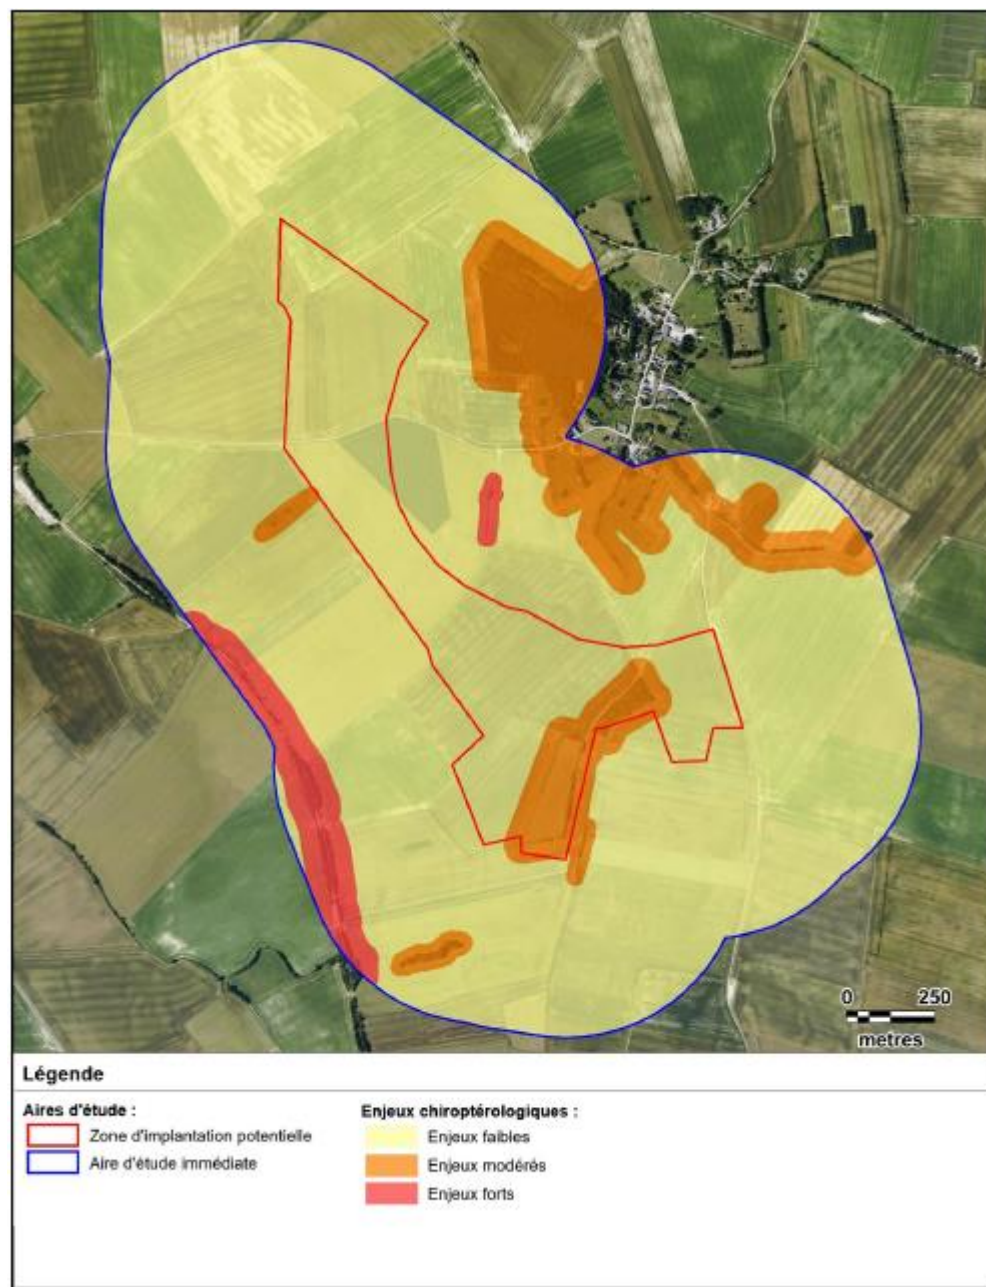 0 250
metres
Légende
Aires d'étude :
Zone d'implantation potentielle
Aire d'étude immédiate
Enjeux chiroptérologiques :
Enjeux faibles
Enjeux modérés
Enjeux forts